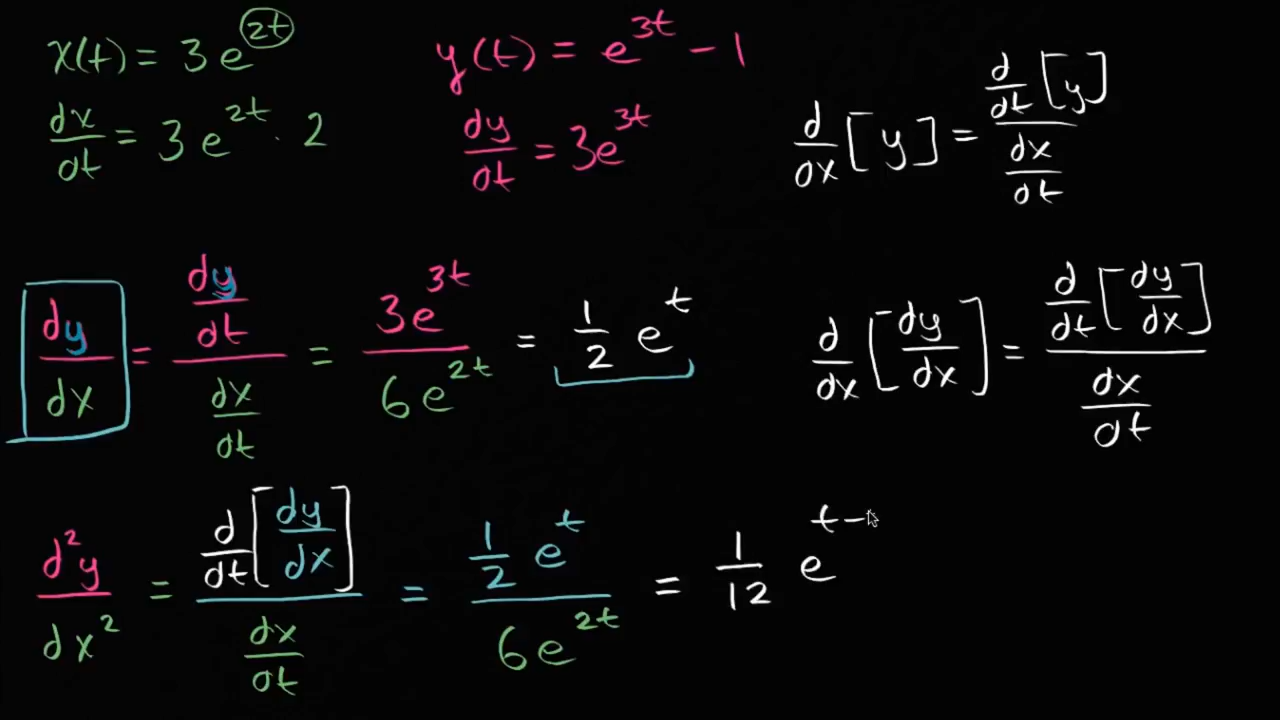 x(t) = 3e^{2t}
dx/dt = 3e^{2t} · 2
y(t) = e^{3t} - 1
dy/dt = 3e^{3t}
d/dx [y] = (d/dt [y]) / (dx/dt)
dy/dx = (dy/dt) / (dx/dt) = 3e^{3t} / 6e^{2t} = 1/2 e^{t}
d/dx [dy/dx] = (d/dt [dy/dx]) / (dx/dt)
d²y/dx² = (d/dt [dy/dx]) / (dx/dt) = (1/2 e^{t}) / 6e^{2t} = 1/12 e^{t-}